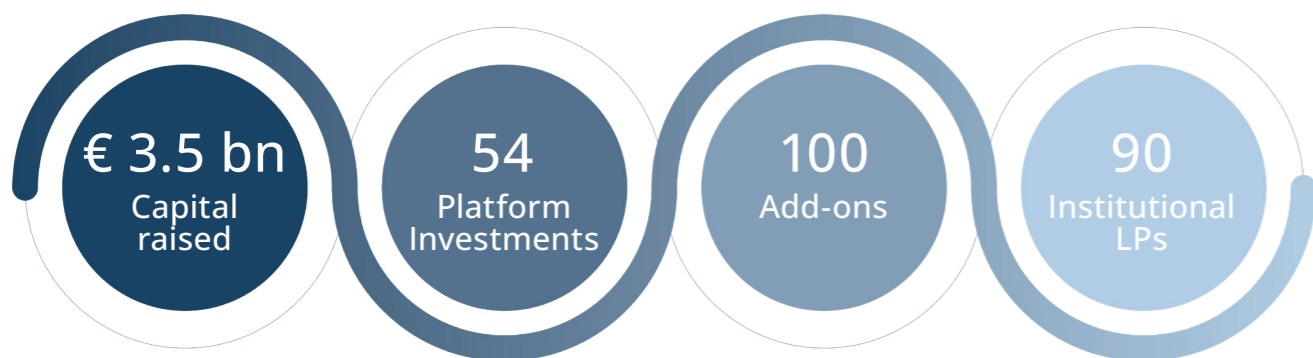 € 3.5 bn
Capital
raised
54
Platform
Investments
100
Add-ons
90
Institutional
LPs